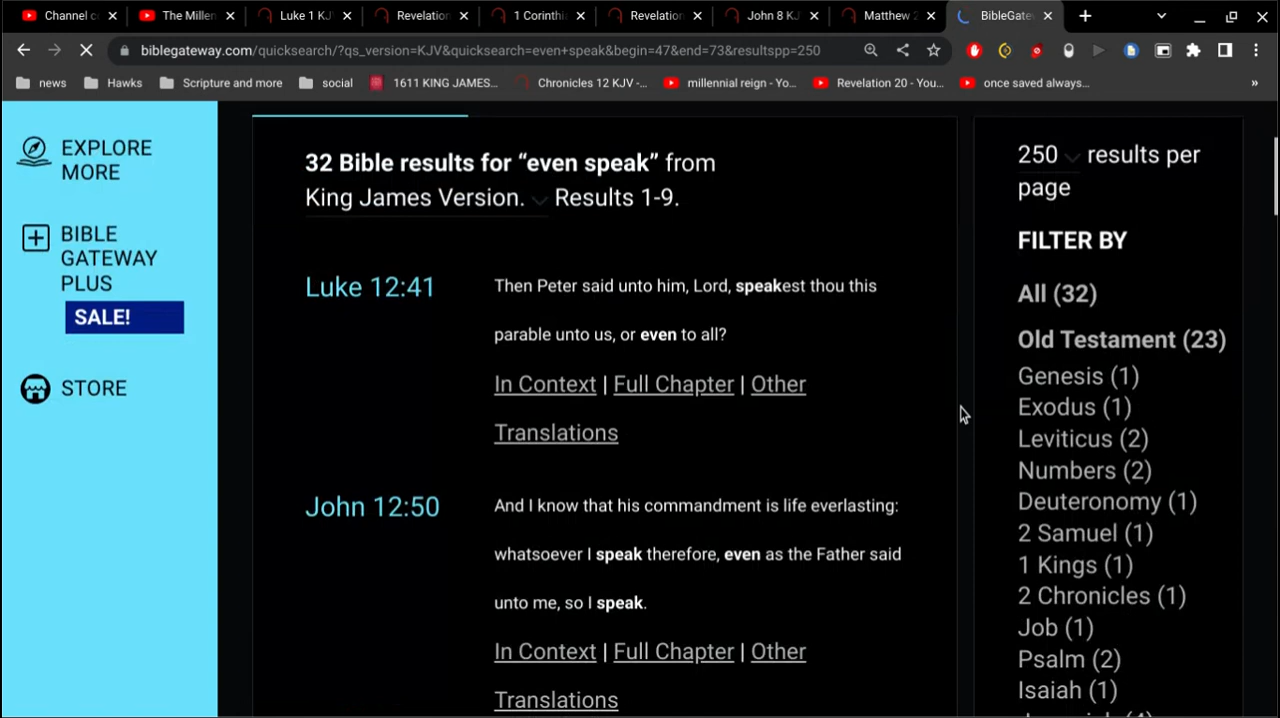 Channel c
The Millen
Luke 1 KJ
Revelation
1 Corinthi
Revelation
John 8 KJ
Matthew 2
BibleGate
biblegateway.com/quicksearch/?qs_version=KJV&quicksearch=even+speak&begin=47&end=73&resultspp=250
news
Hawks
Scripture and more
social
1611 KING JAMES...
Chronicles 12 KJV -...
millennial reign - Yo...
Revelation 20 - You...
once saved always...
»
EXPLORE
MORE
BIBLE
GATEWAY
PLUS
SALE!
STORE
32 Bible results for “even speak” from
King James Version. Results 1-9.
Luke 12:41
Then Peter said unto him, Lord, speakest thou this
parable unto us, or even to all?
In Context | Full Chapter | Other
Translations
John 12:50
And I know that his commandment is life everlasting:
whatsoever I speak therefore, even as the Father said
unto me, so I speak.
In Context | Full Chapter | Other
Translations
250 results per
page
FILTER BY
All (32)
Old Testament (23)
Genesis (1)
Exodus (1)
Leviticus (2)
Numbers (2)
Deuteronomy (1)
2 Samuel (1)
1 Kings (1)
2 Chronicles (1)
Job (1)
Psalm (2)
Isaiah (1)